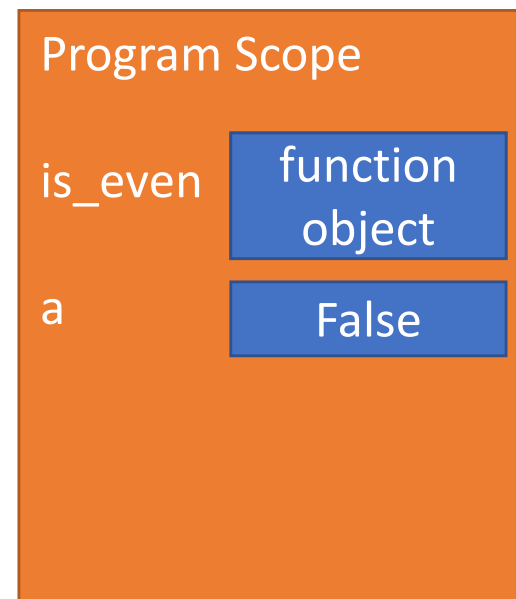 Program Scope
is_even
function
object
a
False